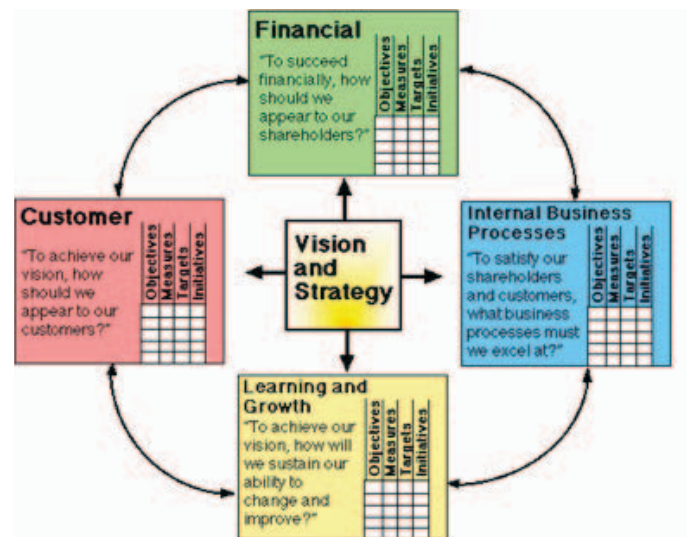 Financial
"To succeed
financially, how
should we
appear to our
shareholders?"
Objectives
Measures
Targets
Initiatives
Customer
"To achieve our
vision, how
should we
appear to our
customers?"
Objectives
Measures
Targets
Initiatives
Vision
and
Strategy
Internal Business
Processes
"To satisfy our
shareholders
and customers,
what business
processes must
we excel at?"
Objectives
Measures
Targets
Initiatives
Learning and
Growth
"To achieve our
vision, how will
we sustain our
ability to
change and
improve?"
Objectives
Measures
Targets
Initiatives